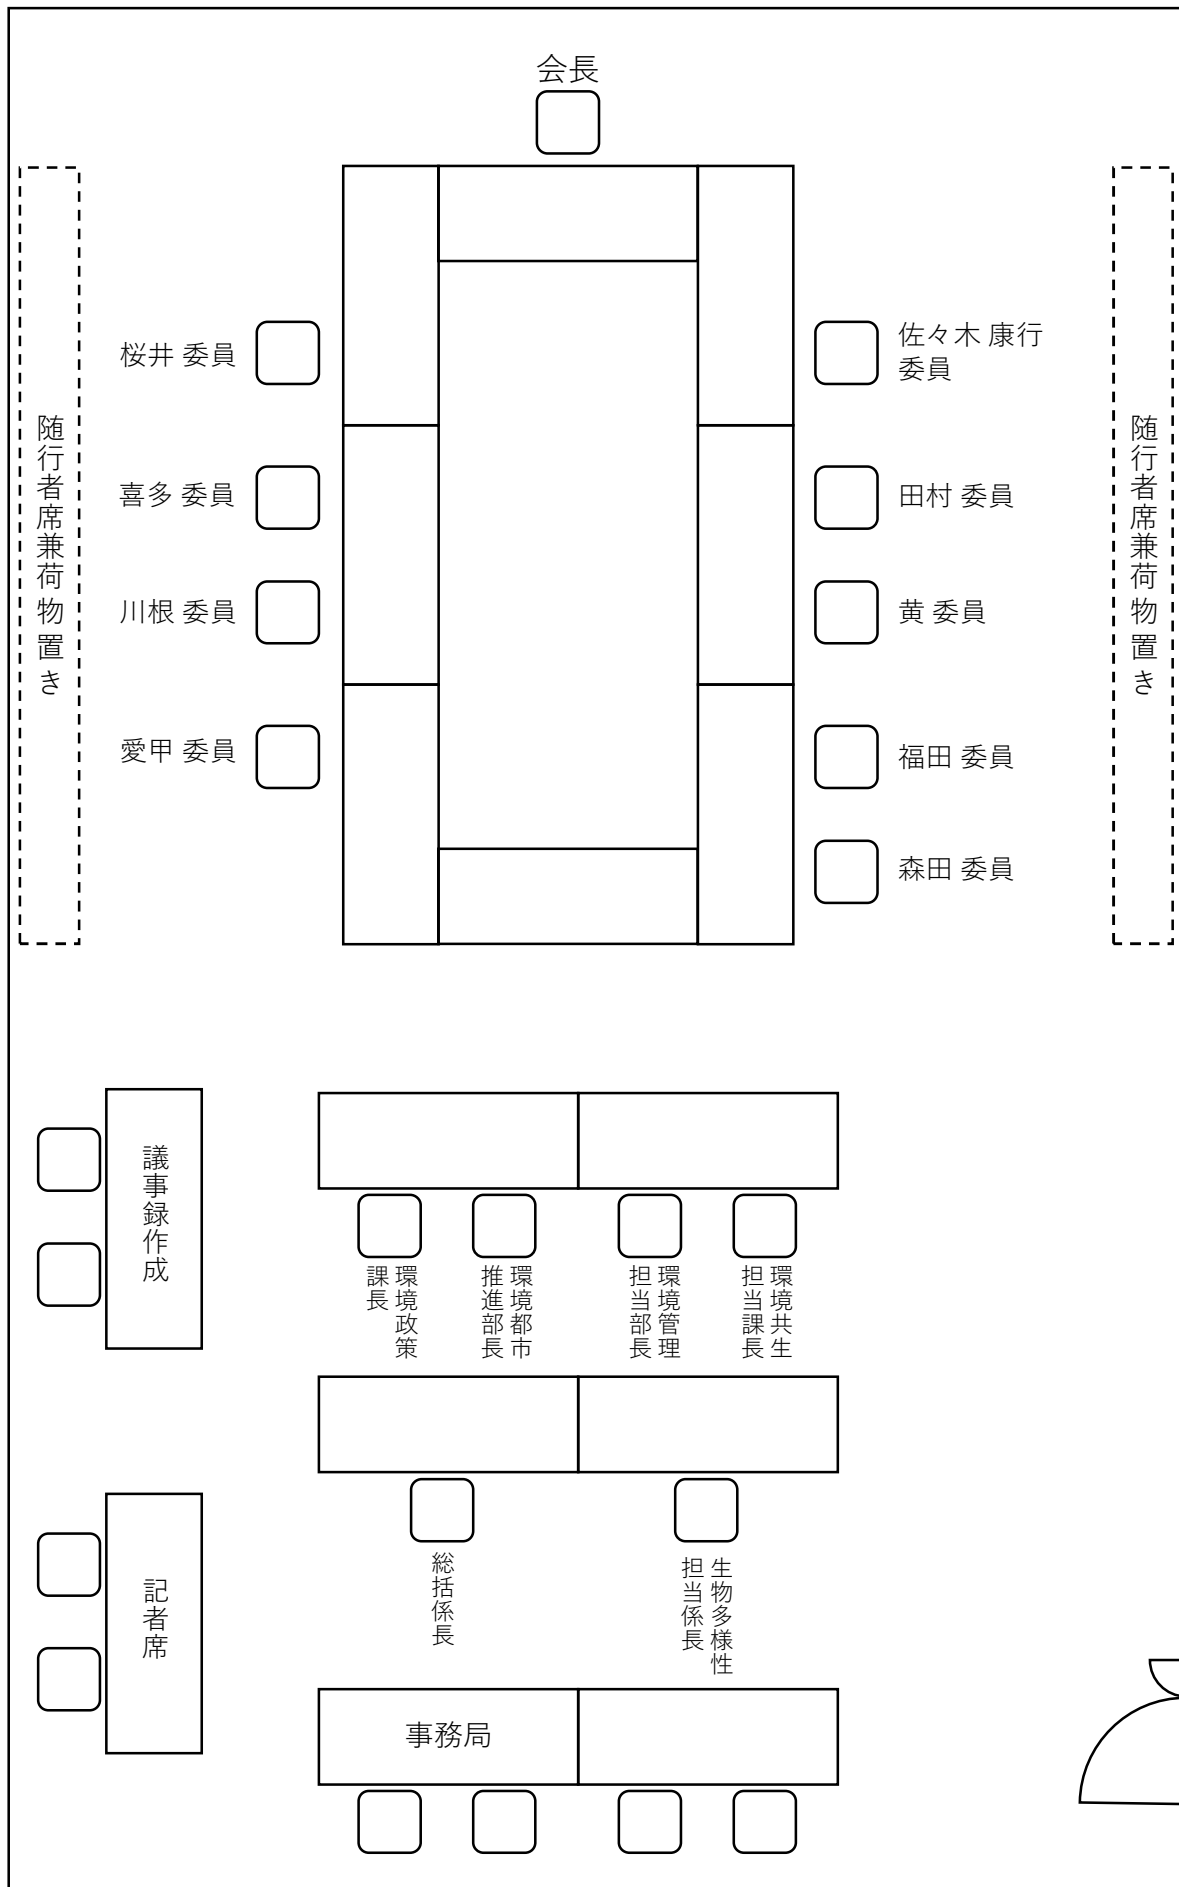 会長
桜井 委員
喜多 委員
川根 委員
愛甲 委員
佐々木 康行
委員
田村 委員
黄 委員
福田 委員
森田 委員
随行者席兼荷物置き
随行者席兼荷物置き
議事録作成
環境政策
課長
環境都市
推進部長
環境管理
担当部長
環境共生
担当課長
総括係長
生物多様性
担当係長
記者席
事務局